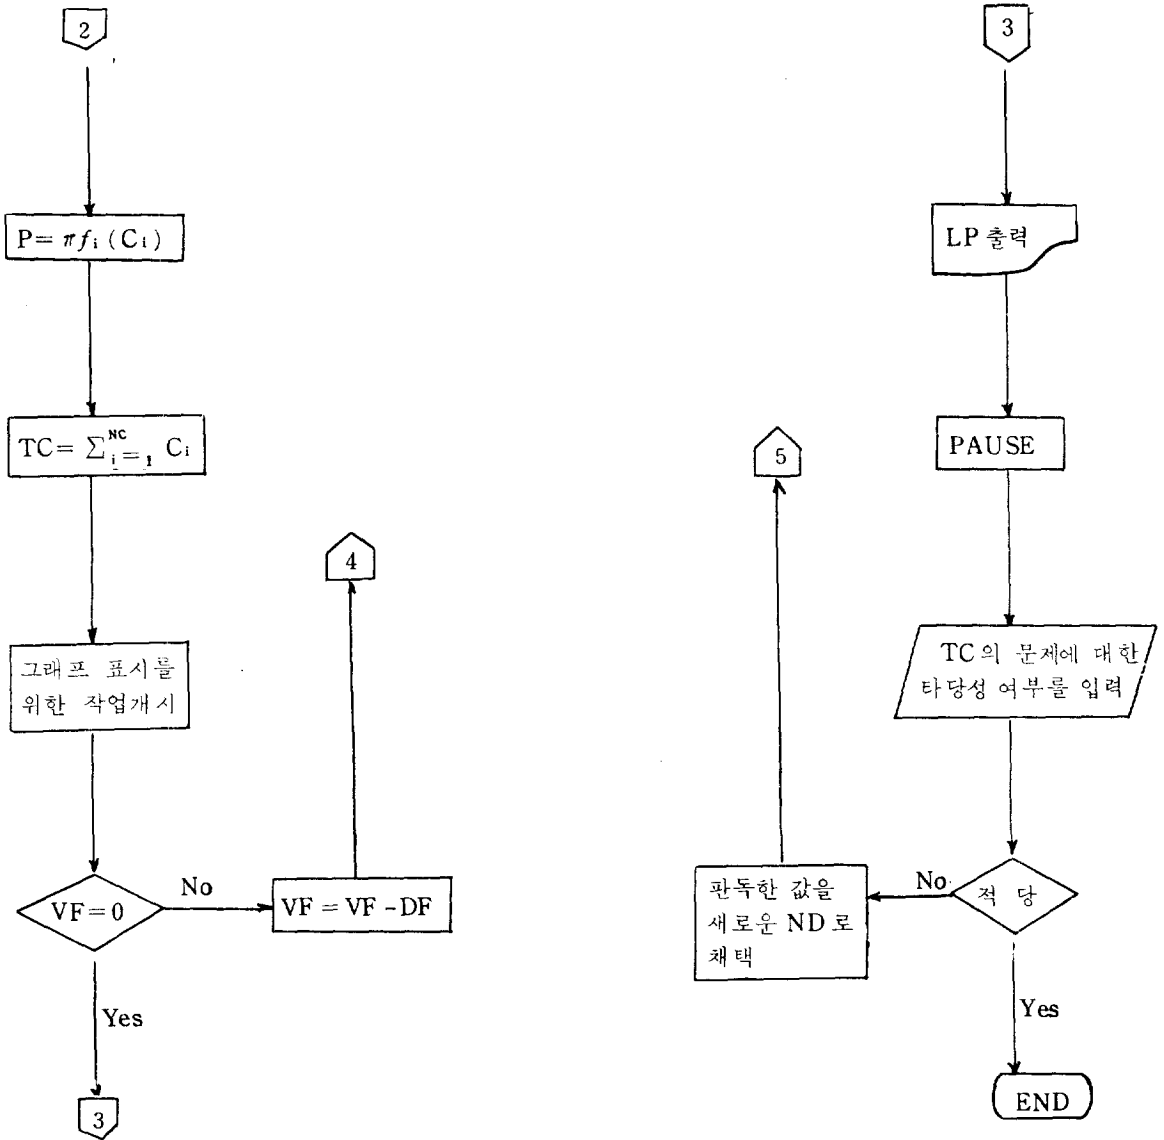 2
P= πfi (Ci)
TC= ∑i=1 NC Ci
그래프 표시를
위한 작업개시
4
VF=0
No
VF = VF - DF
Yes
3
3
LP 출력
PAUSE
5
TC의 문제에 대한
타당성 여부를 입력
적 당
No
판독한 값을
새로운 ND 로
채택
Yes
END